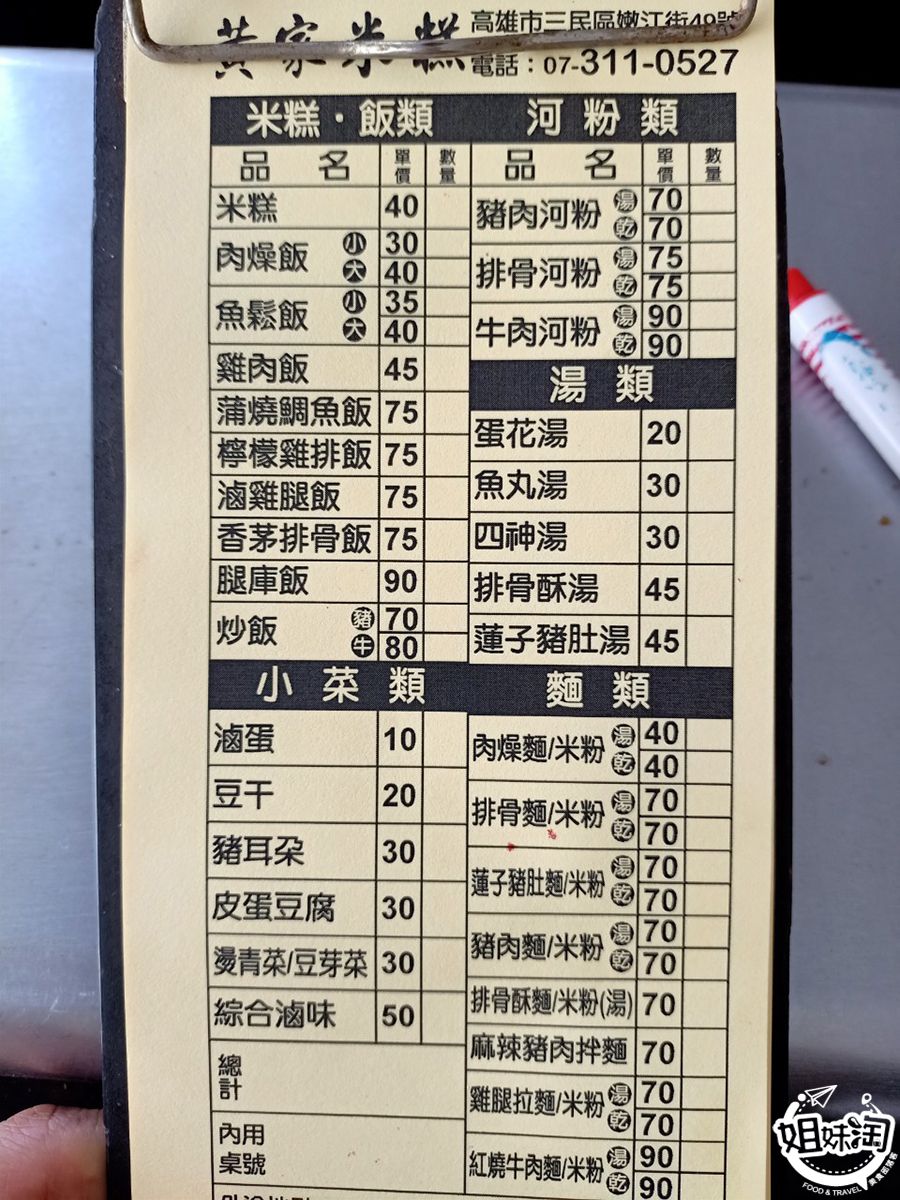 黃家米糕
高雄市三民區嫩江街49號
電話：07-311-0527
米糕·飯類
品名 單價 數量
米糕 40
肉燥飯 小 30
大 40
魚鬆飯 小 35
大 40
雞肉飯 45
蒲燒鯛魚飯 75
檸檬雞排飯 75
滷雞腿飯 75
香茅排骨飯 75
腿庫飯 90
炒飯 豬 70
牛 80
小菜類
滷蛋 10
豆干 20
豬耳朵 30
皮蛋豆腐 30
燙青菜/豆芽菜 30
綜合滷味 50
總計
內用桌號
河粉類
品名 單價 數量
豬肉河粉 湯 70
乾 70
排骨河粉 湯 75
乾 75
牛肉河粉 湯 90
乾 90
湯類
蛋花湯 20
魚丸湯 30
四神湯 30
排骨酥湯 45
蓮子豬肚湯 45
麵類
肉燥麵/米粉 湯 40
乾 40
排骨麵/米粉 湯 70
乾 70
蓮子豬肚麵/米粉 湯 70
乾 70
豬肉麵/米粉 湯 70
乾 70
排骨酥麵/米粉(湯) 70
麻辣豬肉拌麵 70
雞腿拉麵/米粉 湯 70
乾 70
紅燒牛肉麵/米粉 湯 90
乾 90
姐妹淘
FOOD & TRAVEL
美食部落客